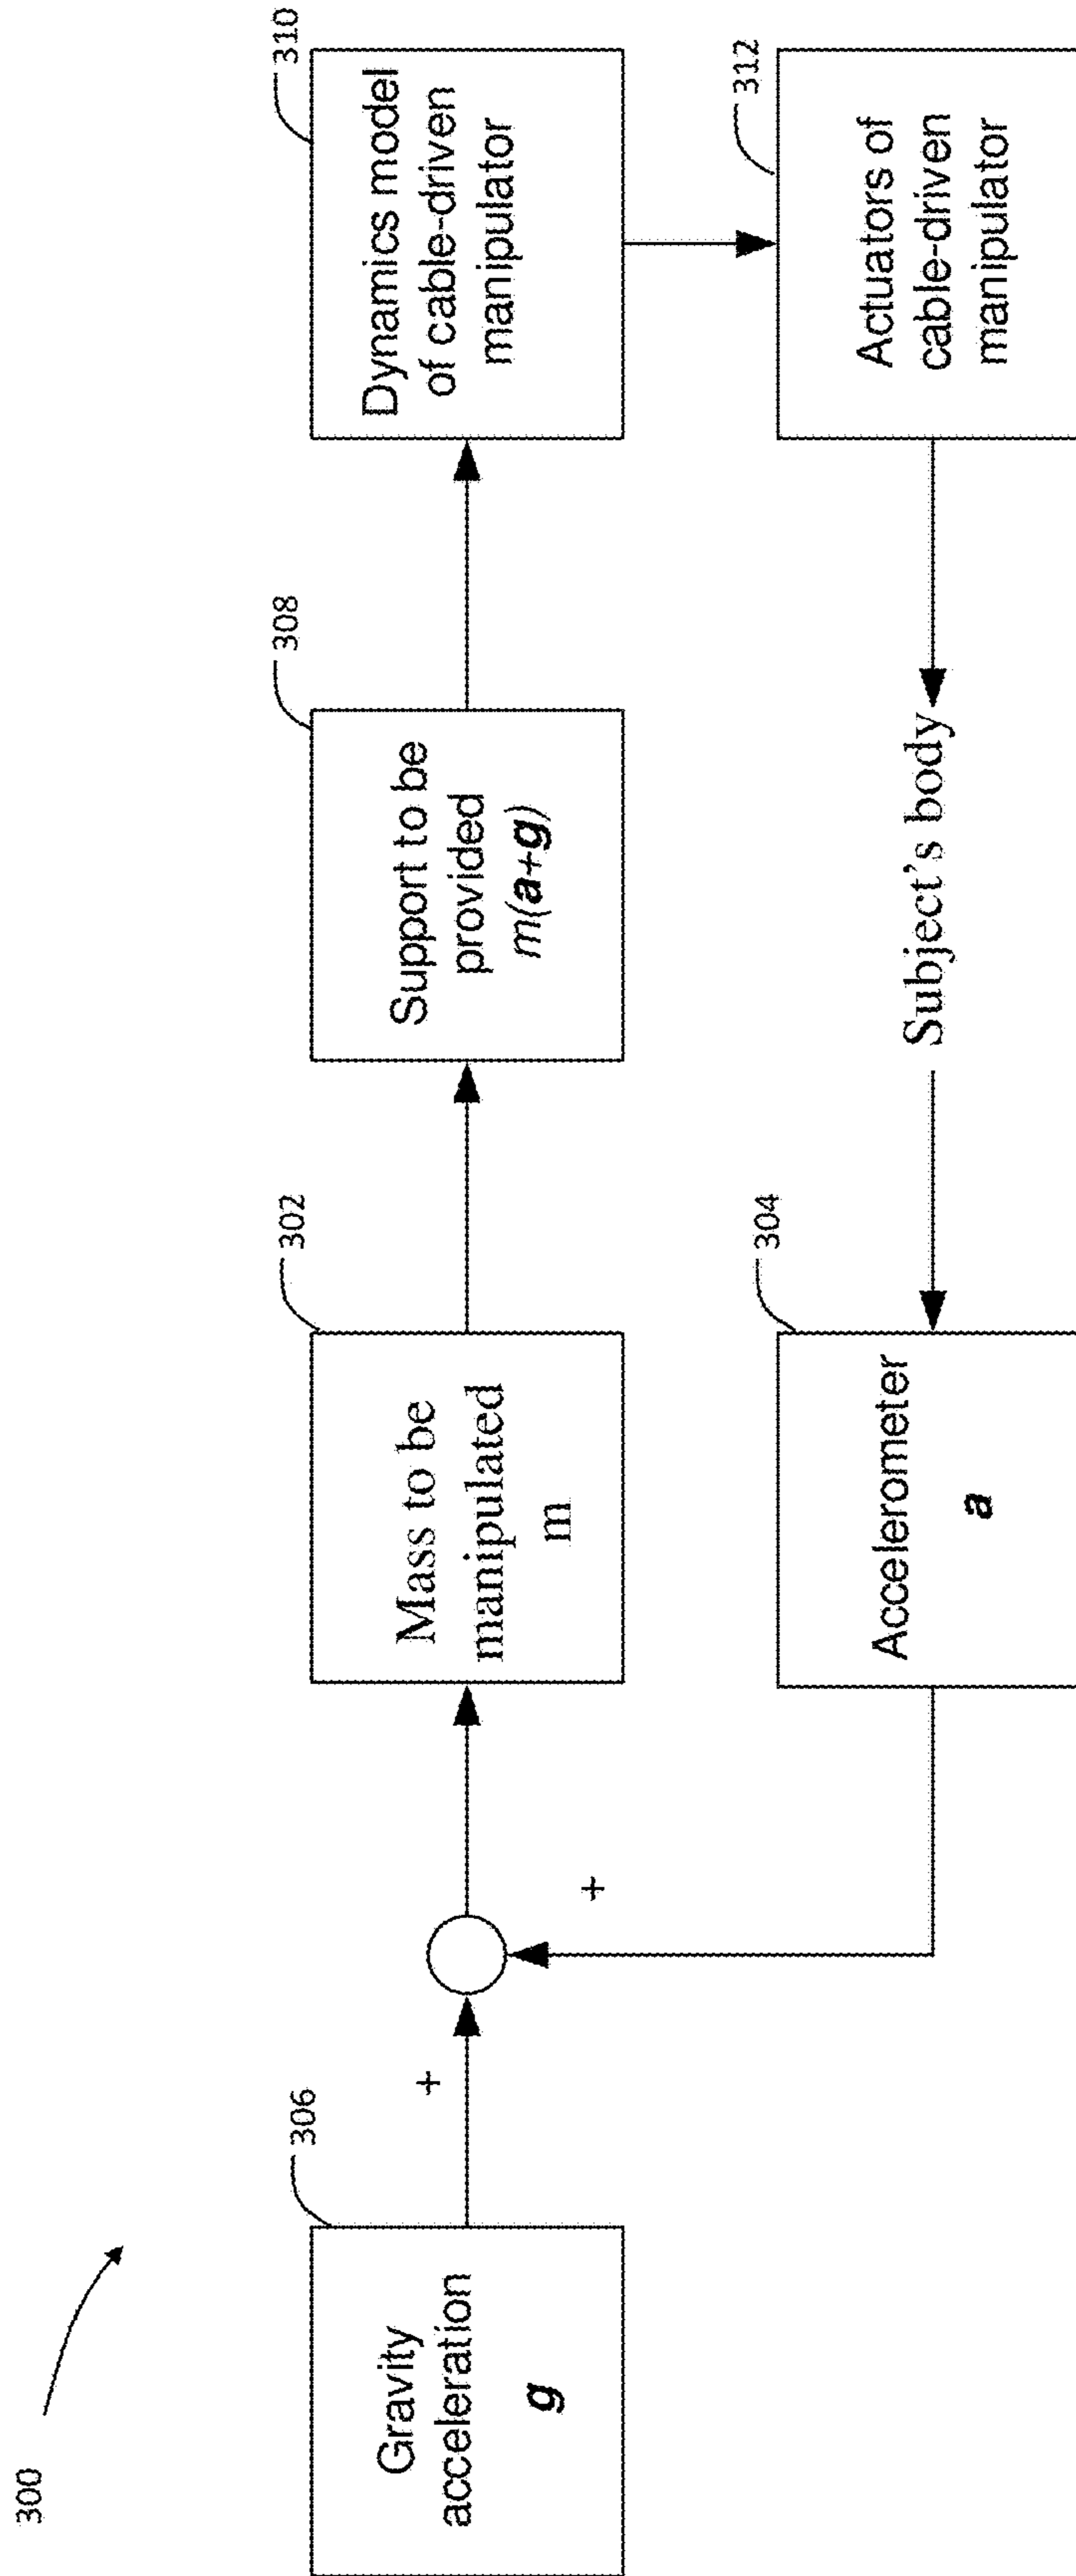 300
306
Gravity
acceleration
g
+
+
302
Mass to be
manipulated
m
308
Support to be
provided
m(a+g)
310
Dynamics model
of cable-driven
manipulator
304
Accelerometer
a
Subject's body
312
Actuators of
cable-driven
manipulator